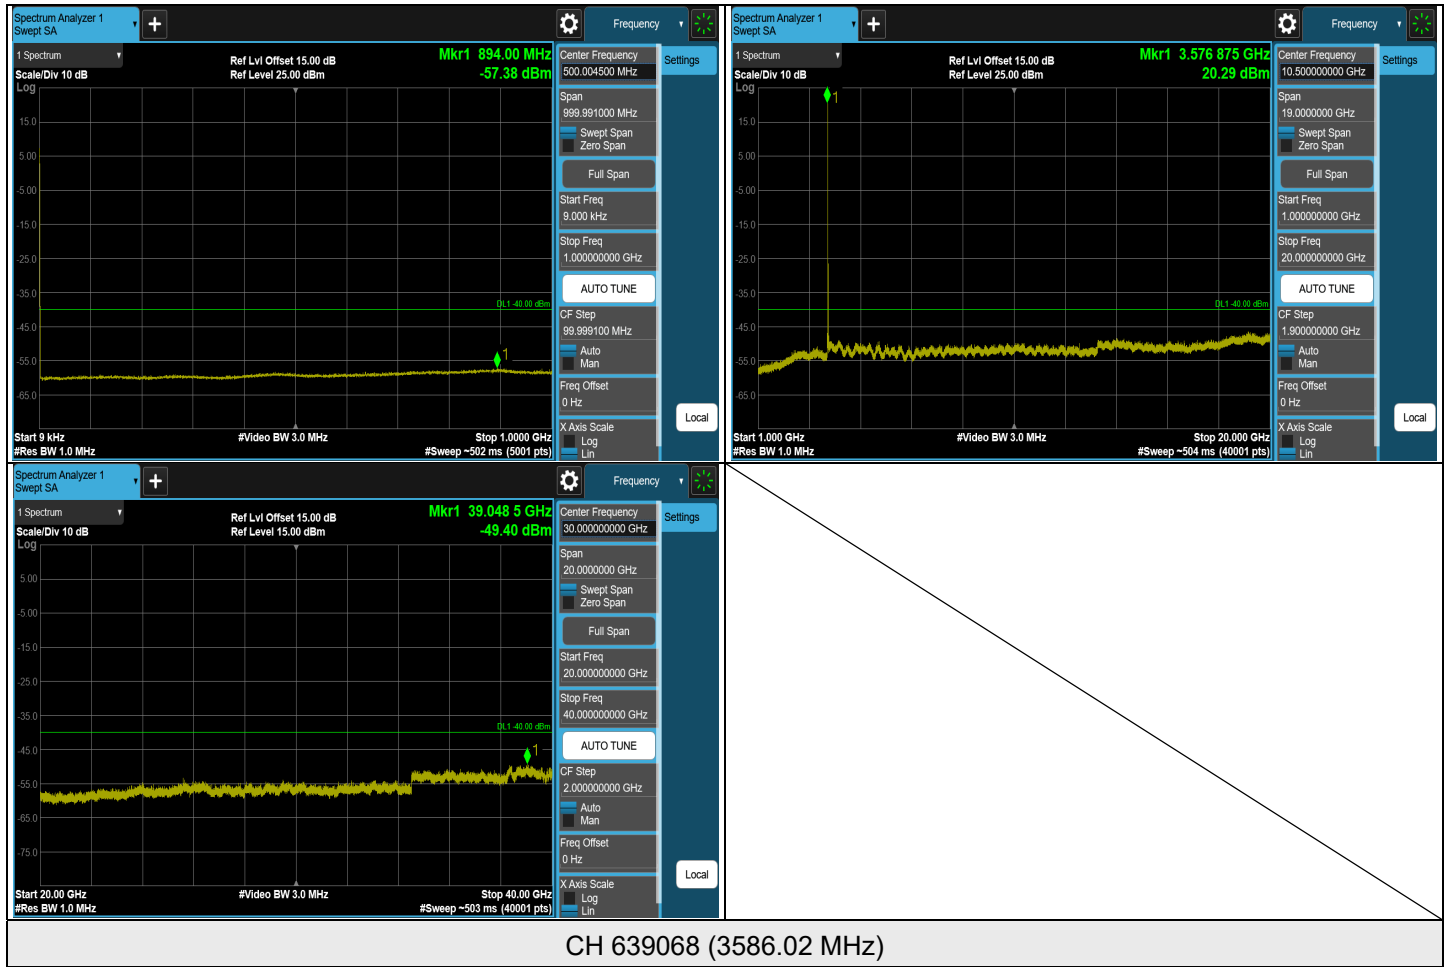 Spectrum Analyzer 1
Swept SA
+
Frequency
1 Spectrum
Scale/Div 10 dB
Log
Ref Lvl Offset 15.00 dB
Ref Level 25.00 dBm
Mkr1 894.00 MHz
-57.38 dBm
15.0
5.00
-5.00
-15.0
-25.0
-35.0
-45.0
-55.0
-65.0
DL1 -40.00 dBm
1
Start 9 kHz
#Res BW 1.0 MHz
#Video BW 3.0 MHz
Stop 1.0000 GHz
#Sweep ~502 ms (5001 pts)
Center Frequency
500.004500 MHz
Span
999.991000 MHz
Swept Span
Zero Span
Full Span
Start Freq
9.000 kHz
Stop Freq
1.000000000 GHz
AUTO TUNE
CF Step
99.999100 MHz
Auto
Man
Freq Offset
0 Hz
X Axis Scale
Log
Lin
Settings
Local
Spectrum Analyzer 1
Swept SA
+
Frequency
1 Spectrum
Scale/Div 10 dB
Log
Ref Lvl Offset 15.00 dB
Ref Level 25.00 dBm
Mkr1 3.576 875 GHz
20.29 dBm
1
15.0
5.00
-5.00
-15.0
-25.0
-35.0
-45.0
-55.0
-65.0
DL1 -40.00 dBm
Start 1.000 GHz
#Res BW 1.0 MHz
#Video BW 3.0 MHz
Stop 20.000 GHz
#Sweep ~504 ms (40001 pts)
Center Frequency
10.500000000 GHz
Span
19.0000000 GHz
Swept Span
Zero Span
Full Span
Start Freq
1.000000000 GHz
Stop Freq
20.000000000 GHz
AUTO TUNE
CF Step
1.900000000 GHz
Auto
Man
Freq Offset
0 Hz
X Axis Scale
Log
Lin
Settings
Local
Spectrum Analyzer 1
Swept SA
+
Frequency
1 Spectrum
Scale/Div 10 dB
Log
Ref Lvl Offset 15.00 dB
Ref Level 15.00 dBm
Mkr1 39.048 5 GHz
-49.40 dBm
5.00
-5.00
-15.0
-25.0
-35.0
-45.0
-55.0
-65.0
-75.0
DL1 -40.00 dBm
1
Start 20.00 GHz
#Res BW 1.0 MHz
#Video BW 3.0 MHz
Stop 40.00 GHz
#Sweep ~503 ms (40001 pts)
Center Frequency
30.000000000 GHz
Span
20.0000000 GHz
Swept Span
Zero Span
Full Span
Start Freq
20.000000000 GHz
Stop Freq
40.000000000 GHz
AUTO TUNE
CF Step
2.000000000 GHz
Auto
Man
Freq Offset
0 Hz
X Axis Scale
Log
Lin
Settings
Local
CH 639068 (3586.02 MHz)